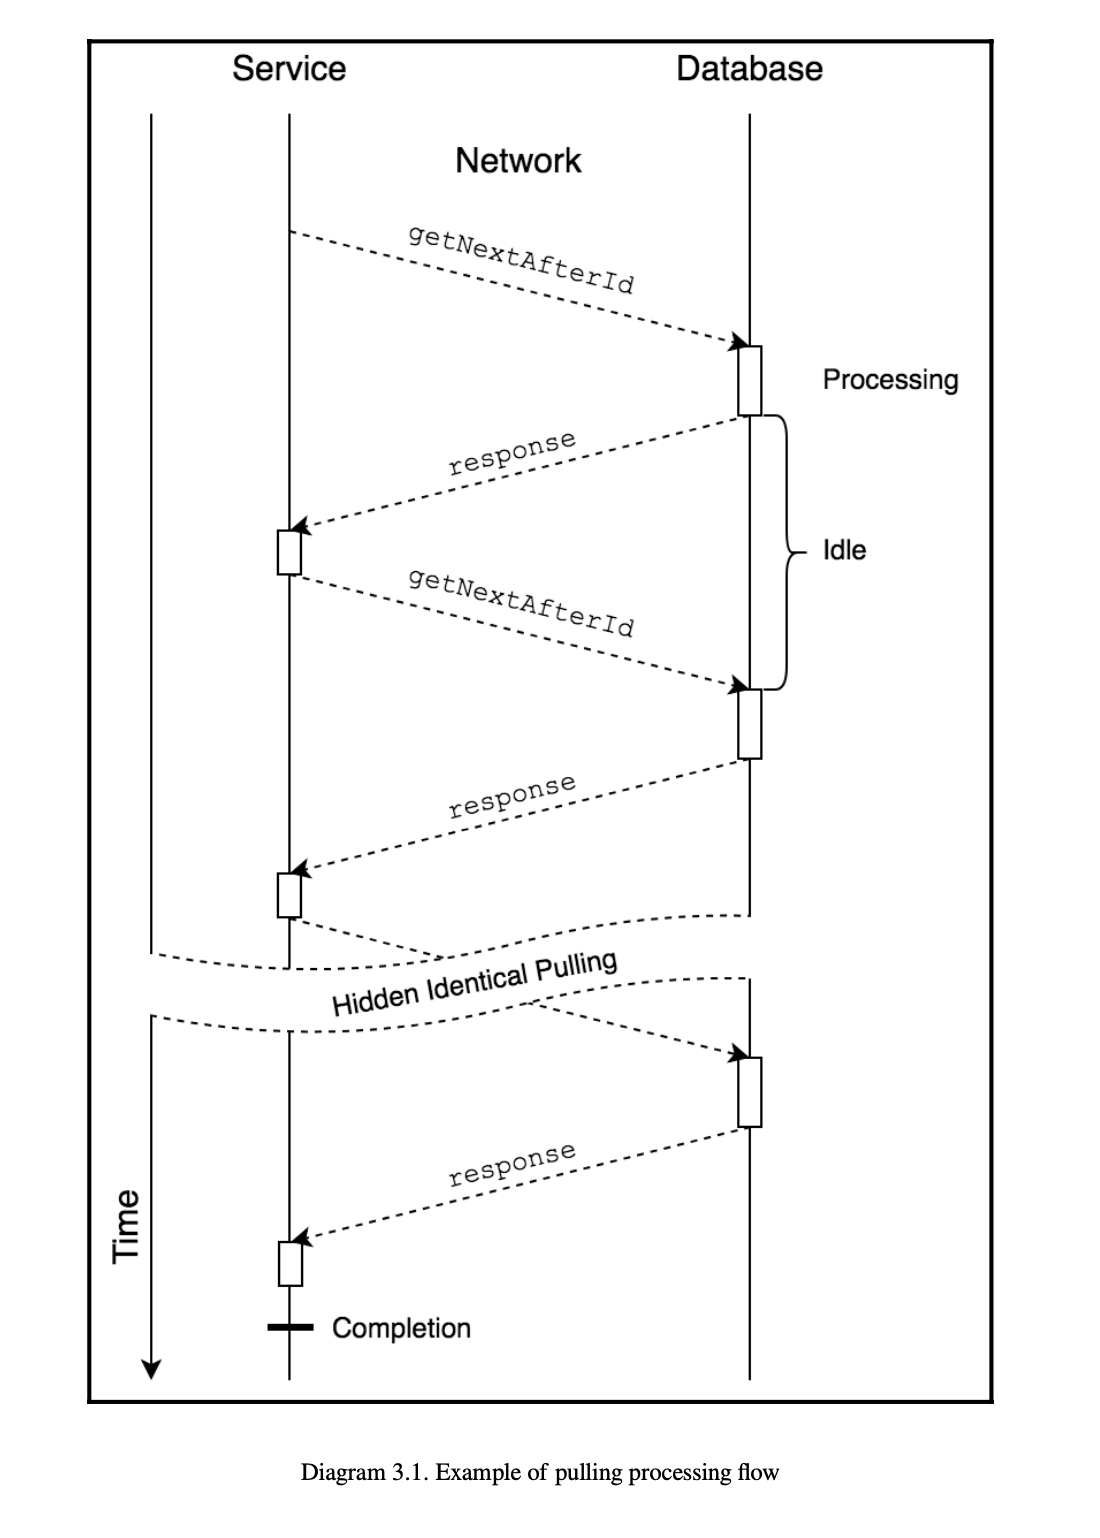 Service
Database
Network
getNextAfterId
Processing
response
Idle
getNextAfterId
response
Hidden Identical Pulling
response
Time
Completion
Diagram 3.1. Example of pulling processing flow